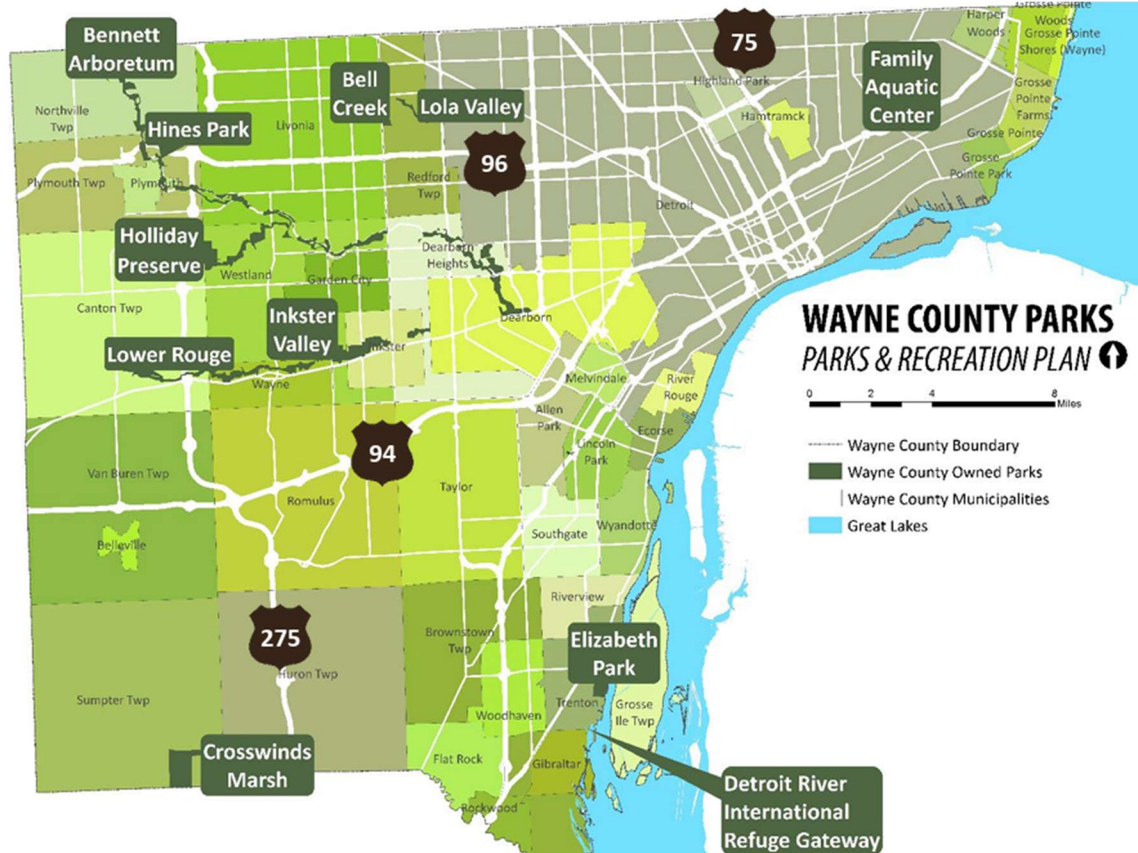 Bennett
Arboretum
75
Harper
Woods
Grosse Pointe
Woods
Grosse Pointe
Shores (Wayne)
Family
Aquatic
Center
Highland Park
Hamtramck
Grosse
Pointe
Farms
Grosse Pointe
Grosse
Pointe Park
Northville
Twp
Hines Park
Livonia
Bell
Creek
Lola Valley
96
Plymouth Twp
Plymouth
Redford
Twp
Detroit
Holliday
Preserve
Westland
Garden City
Dearborn
Heights
Canton Twp
Inkster
Valley
Dearborn
Lower Rouge
Inkster
Wayne
Melvindale
River
Rouge
Allen
Park
Ecorse
Lincoln
Park
94
Van Buren Twp
Romulus
Taylor
Southgate
Wyandotte
Belleville
Riverview
275
Brownstown
Twp
Elizabeth
Park
Huron Twp
Sumpter Twp
Woodhaven
Trenton
Grosse
Ile Twp
Crosswinds
Marsh
Flat Rock
Gibraltar
Rockwood
Detroit River
International
Refuge Gateway
WAYNE COUNTY PARKS
PARKS & RECREATION PLAN
0 2 4 8
Miles
Wayne County Boundary
Wayne County Owned Parks
Wayne County Municipalities
Great Lakes